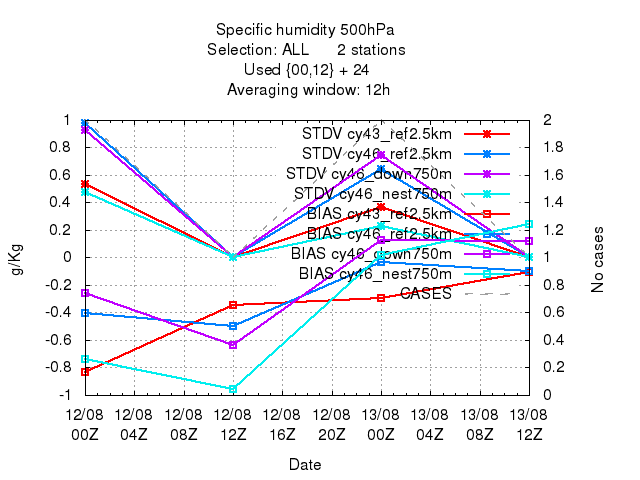 Specific humidity 500hPa
Selection: ALL 2 stations
Used {00,12} + 24
Averaging window: 12h
1
0.8
0.6
0.4
0.2
0
-0.2
-0.4
-0.6
-0.8
-1
g/Kg
STDV cy43_ref2.5km
STDV cy46_ref2.5km
STDV cy46_down750m
STDV cy46_nest750m
BIAS cy43_ref2.5km
BIAS cy46_ref2.5km
BIAS cy46_down750m
BIAS cy46_nest750m
CASES
2
1.8
1.6
1.4
1.2
1
0.8
0.6
0.4
0.2
0
No cases
12/08 12/08 12/08 12/08 12/08 12/08 13/08 13/08 13/08 13/08
00Z 04Z 08Z 12Z 16Z 20Z 00Z 04Z 08Z 12Z
Date